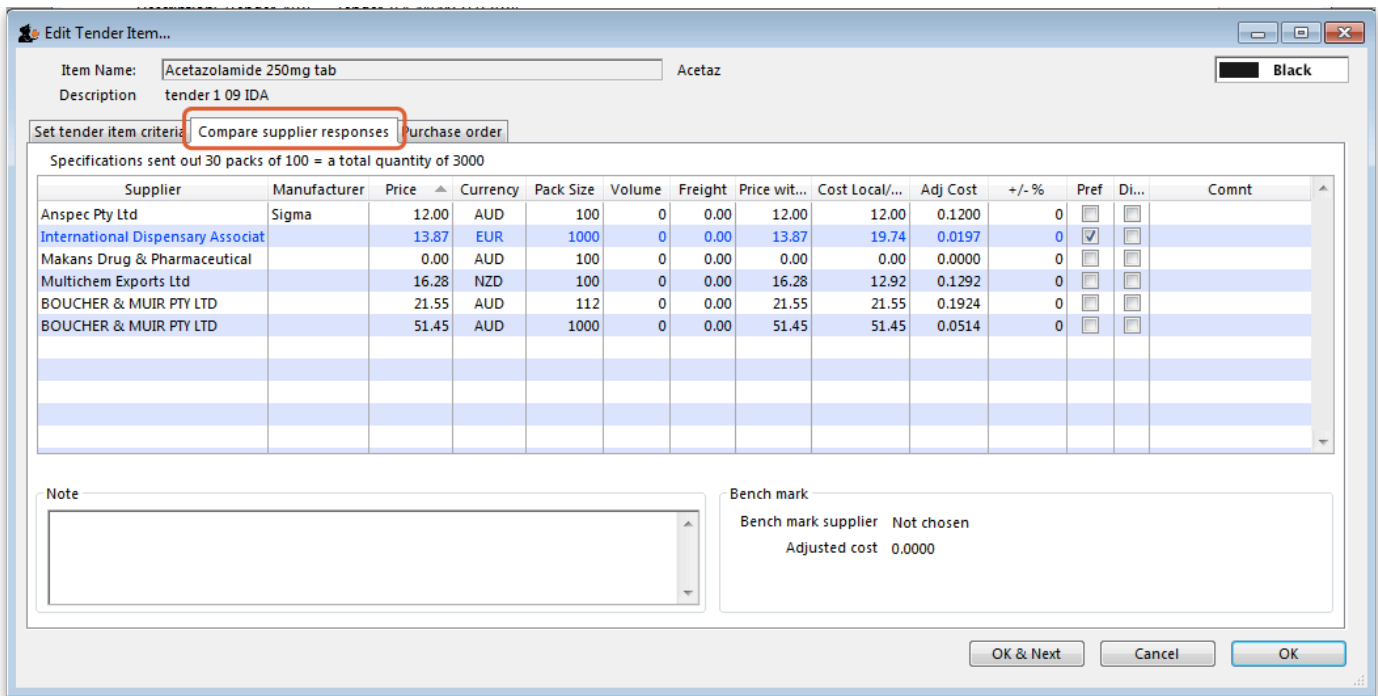 Edit Tender Item...
Item Name: Acetazolamide 250mg tab Acetaz Black
Description tender 1 09 IDA
Set tender item criteria Compare supplier responses Purchase order
Specifications sent out 30 packs of 100 = a total quantity of 3000
Supplier Manufacturer Price Currency Pack Size Volume Freight Price wit... Cost Local/... Adj Cost +/- % Pref Di... Comnt
Anspec Pty Ltd Sigma 12.00 AUD 100 0 0.00 12.00 12.00 0.1200 0
International Dispensary Associat 13.87 EUR 1000 0 0.00 13.87 19.74 0.0197 0
Makans Drug & Pharmaceutical 0.00 AUD 100 0 0.00 0.00 0.00 0.0000 0
Multichem Exports Ltd 16.28 NZD 100 0 0.00 16.28 12.92 0.1292 0
BOUCHER & MUIR PTY LTD 21.55 AUD 112 0 0.00 21.55 21.55 0.1924 0
BOUCHER & MUIR PTY LTD 51.45 AUD 1000 0 0.00 51.45 51.45 0.0514 0
Note Bench mark
Bench mark supplier Not chosen
Adjusted cost 0.0000
OK & Next Cancel OK